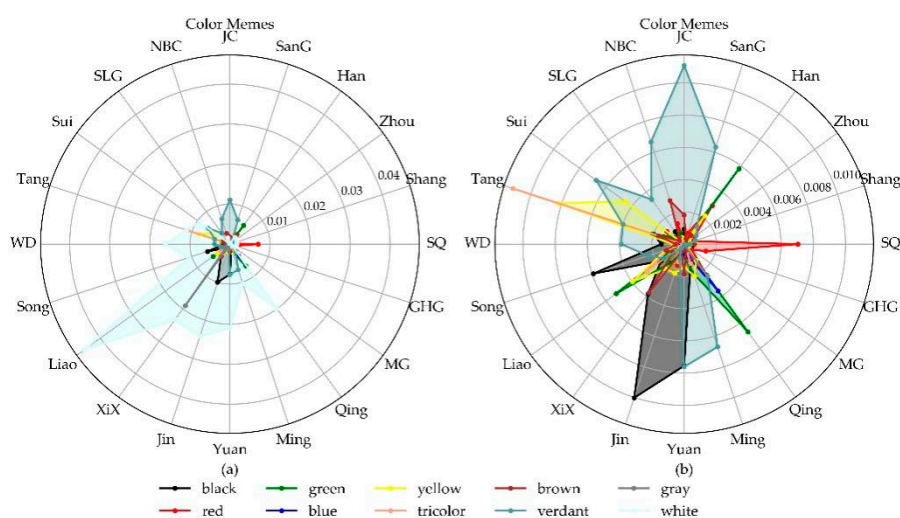 Color Memes
JC
SanG
Han
Zhou
Shang
SQ
GHG
MG
Qing
Ming
Yuan
Jin
XiX
Liao
Song
WD
Tang
Sui
SLG
NBC
0.01
0.02
0.03
0.04
(a)
Color Memes
JC
SanG
Han
Zhou
Shang
SQ
GHG
MG
Qing
Ming
Yuan
Jin
XiX
Liao
Song
WD
Tang
Sui
SLG
NBC
0.002
0.004
0.006
0.008
0.010
(b)
black green yellow brown gray
red blue tricolor verdant white